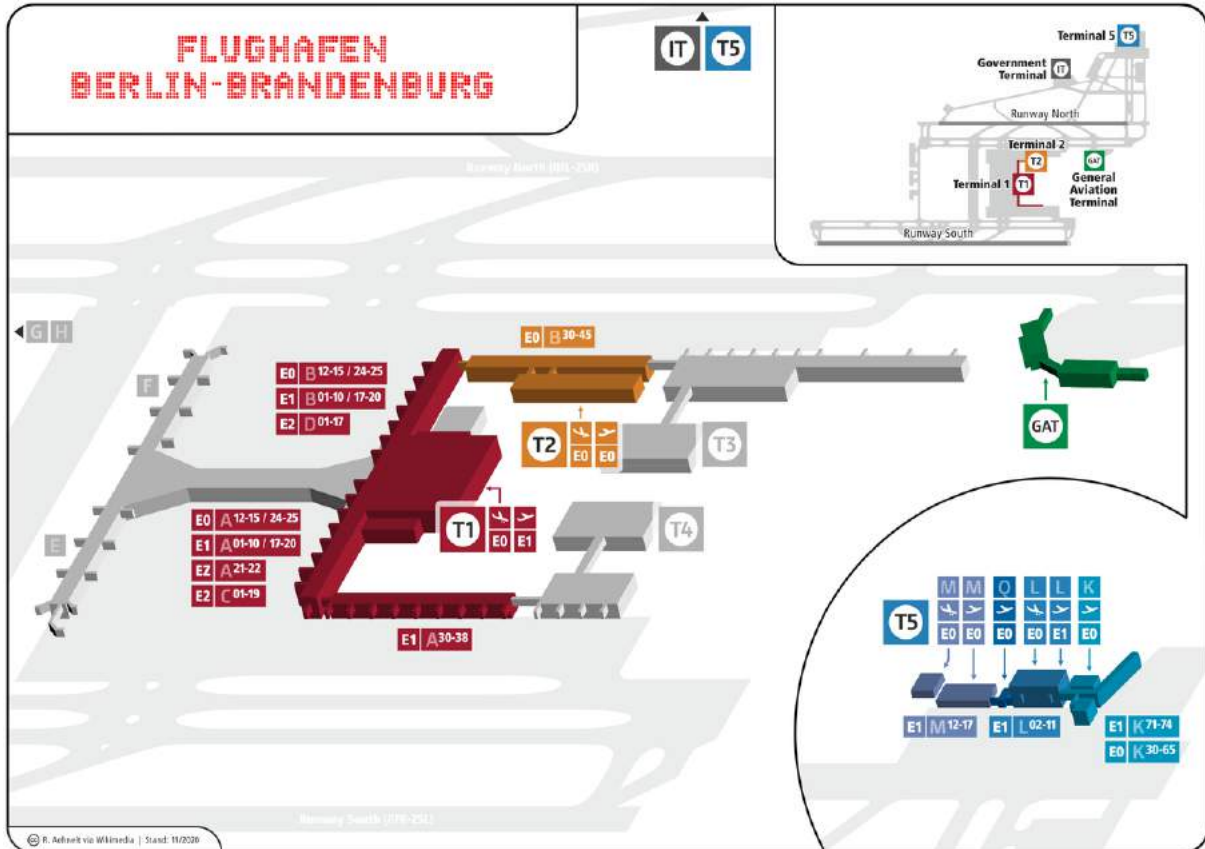 FLUGHAFEN
BERLIN-BRANDENBURG
IT T5
Terminal 5 T5
Government
Terminal IT
Runway North
Terminal 2
T2
GAT
Terminal 1 T1
General
Aviation
Terminal
Runway South
Runway North
G H
F
E0 B 30-45
E0 B 12-15 / 24-25
E1 B 01-10 / 17-20
E2 D 01-17
T2 E0 E0
T3
GAT
E0 A 12-15 / 24-25
E1 A 01-10 / 17-20
EZ A 21-22
E2 C 01-19
E
T1 E0 E1
T4
E1 A 30-38
M M Q L L K
T5
E0 E0 E0 E0 E1 E0
E1 M 12-17
E1 L 02-11
E1 K 71-74
E0 K 30-65
Runway South
cc R. Aehnelt via Wikimedia | Stand: 11/2020